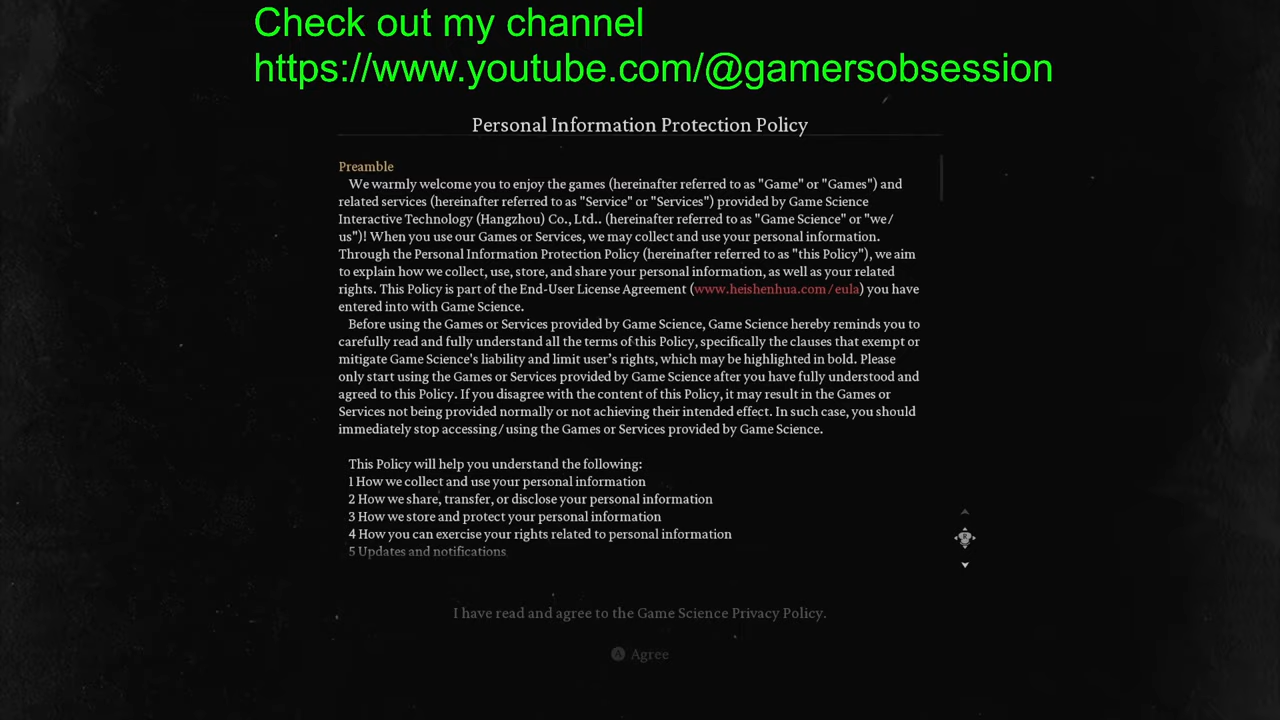 Check out my channel
https://www.youtube.com/@gamersobsession
Personal Information Protection Policy
Preamble
We warmly welcome you to enjoy the games (hereinafter referred to as "Game" or "Games") and
related services (hereinafter referred to as "Service" or "Services") provided by Game Science
Interactive Technology (Hangzhou) Co., Ltd.. (hereinafter referred to as "Game Science" or "we/
us")! When you use our Games or Services, we may collect and use your personal information.
Through the Personal Information Protection Policy (hereinafter referred to as "this Policy"), we aim
to explain how we collect, use, store, and share your personal information, as well as your related
rights. This Policy is part of the End-User License Agreement (www.heishenhua.com/eula) you have
entered into with Game Science.
Before using the Games or Services provided by Game Science, Game Science hereby reminds you to
carefully read and fully understand all the terms of this Policy, specifically the clauses that exempt or
mitigate Game Science's liability and limit user's rights, which may be highlighted in bold. Please
only start using the Games or Services provided by Game Science after you have fully understood and
agreed to this Policy. If you disagree with the content of this Policy, it may result in the Games or
Services not being provided normally or not achieving their intended effect. In such case, you should
immediately stop accessing/using the Games or Services provided by Game Science.
This Policy will help you understand the following:
1 How we collect and use your personal information
2 How we share, transfer, or disclose your personal information
3 How we store and protect your personal information
4 How you can exercise your rights related to personal information
5 Updates and notifications
R
I have read and agree to the Game Science Privacy Policy.
A Agree